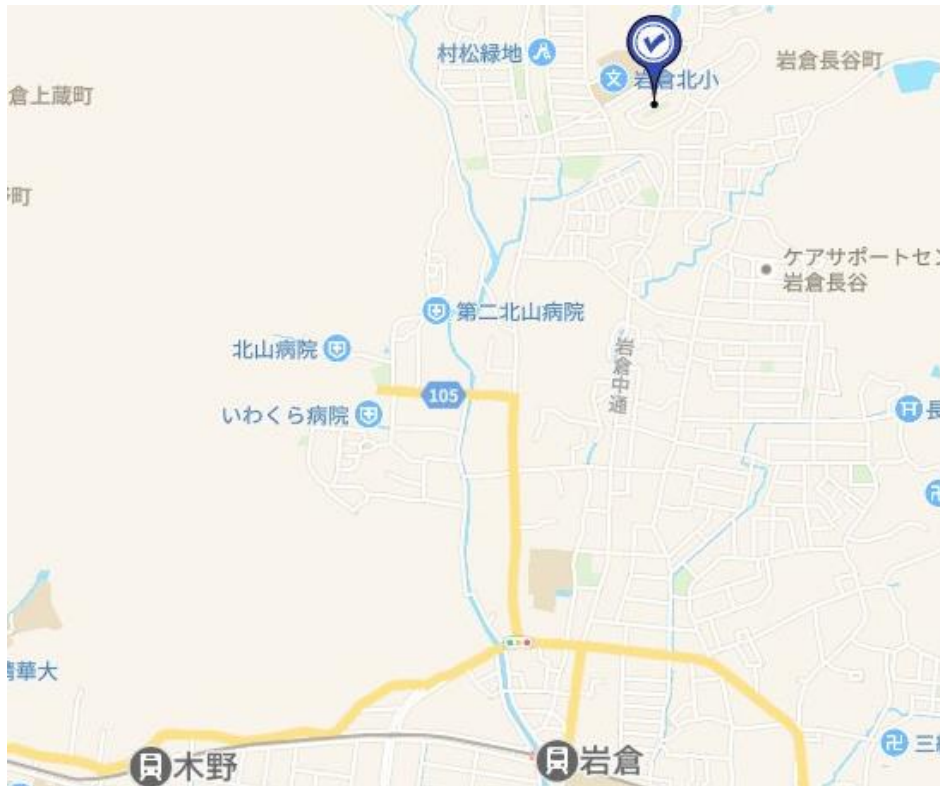 村松緑地
岩倉北小
岩倉長谷町
倉上蔵町
町
ケアサポートセン
岩倉長谷
第二北山病院
北山病院
岩倉中通
105
いわくら病院
長
華大
木野
岩倉
三